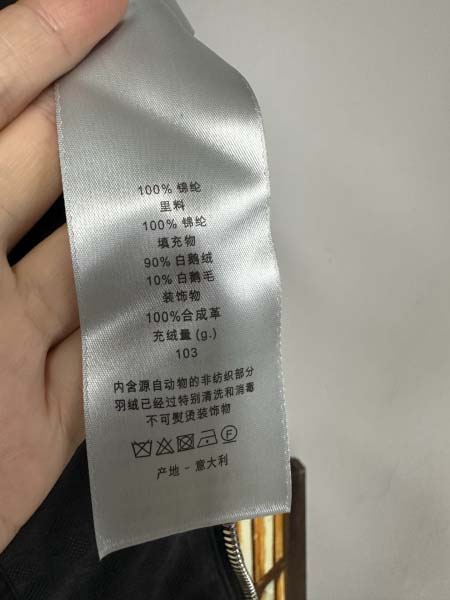 100% 锦纶
里料
100% 锦纶
填充物
90% 白鹅绒
10% 白鹅毛
装饰物
100%合成革
充绒量 (g.)
103
内含源自动物的非纺织部分
羽绒已经过特别清洗和消毒
不可熨烫装饰物
F
产地 - 意大利